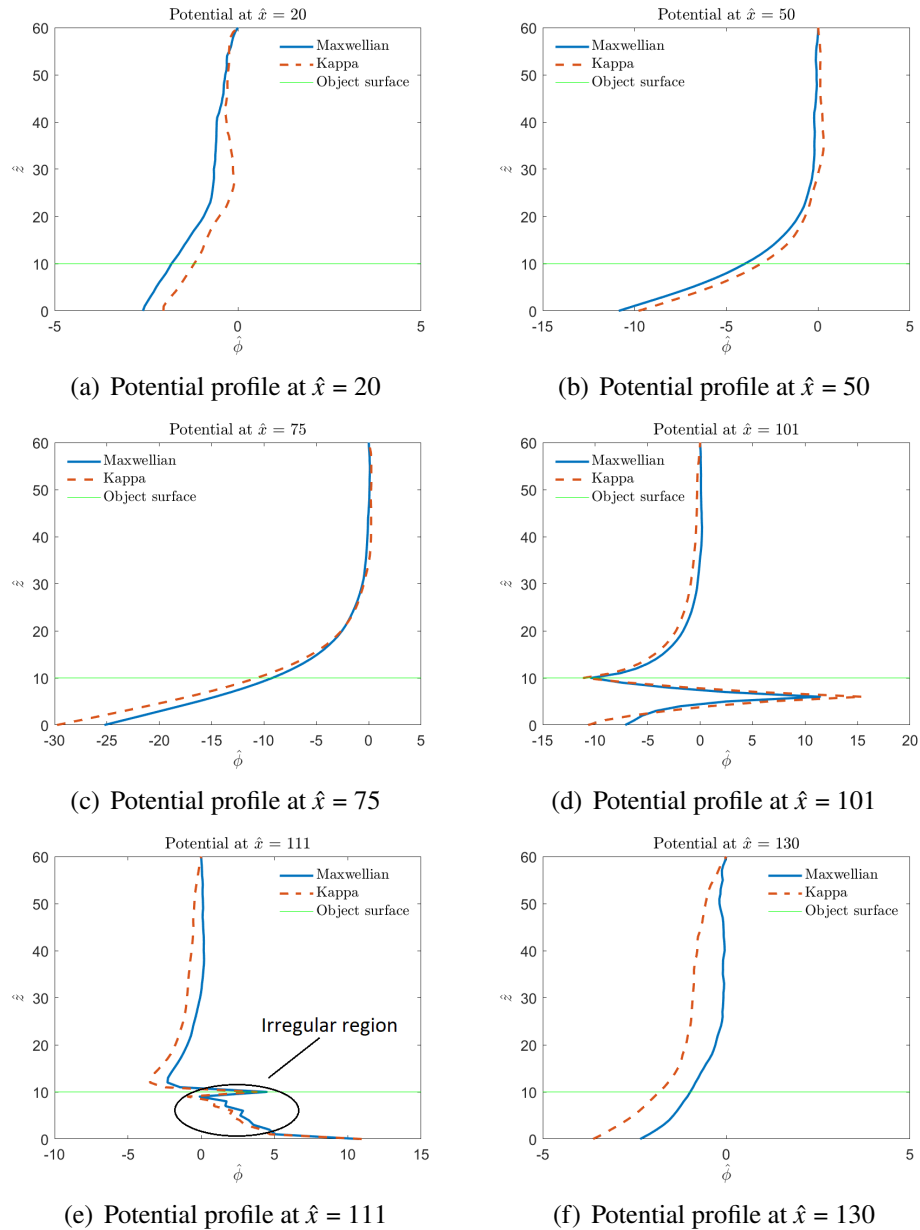 Potential at x̂ = 20
60
50
40
30
20
10
0
ẑ
Maxwellian
Kappa
Object surface
-5
0
5
ϕ̂
(a) Potential profile at x̂ = 20
Potential at x̂ = 50
60
50
40
30
20
10
0
ẑ
Maxwellian
Kappa
Object surface
-15
-10
-5
0
5
ϕ̂
(b) Potential profile at x̂ = 50
Potential at x̂ = 75
60
50
40
30
20
10
0
ẑ
Maxwellian
Kappa
Object surface
-30
-25
-20
-15
-10
-5
0
5
ϕ̂
(c) Potential profile at x̂ = 75
Potential at x̂ = 101
60
50
40
30
20
10
0
ẑ
Maxwellian
Kappa
Object surface
-15
-10
-5
0
5
10
15
20
ϕ̂
(d) Potential profile at x̂ = 101
Potential at x̂ = 111
60
50
40
30
20
10
0
ẑ
Maxwellian
Kappa
Object surface
Irregular region
-10
-5
0
5
10
15
ϕ̂
(e) Potential profile at x̂ = 111
Potential at x̂ = 130
60
50
40
30
20
10
0
ẑ
Maxwellian
Kappa
Object surface
-5
0
5
ϕ̂
(f) Potential profile at x̂ = 130